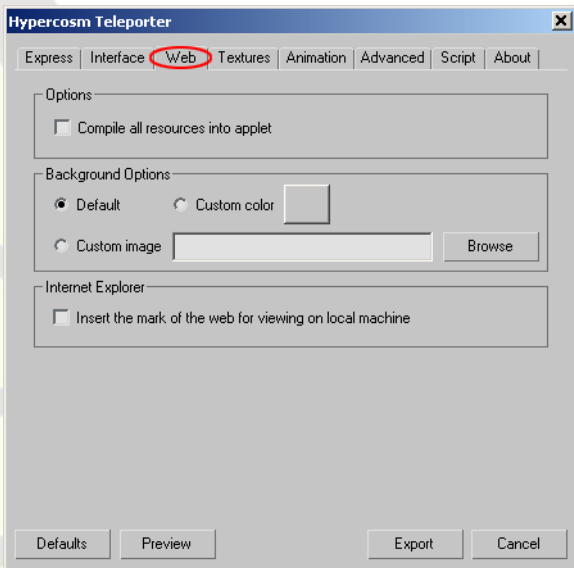 Hypercosm Teleporter
Express Interface Web Textures Animation Advanced Script About
Options
Compile all resources into applet
Background Options
Default Custom color
Custom image Browse
Internet Explorer
Insert the mark of the web for viewing on local machine
Defaults Preview Export Cancel